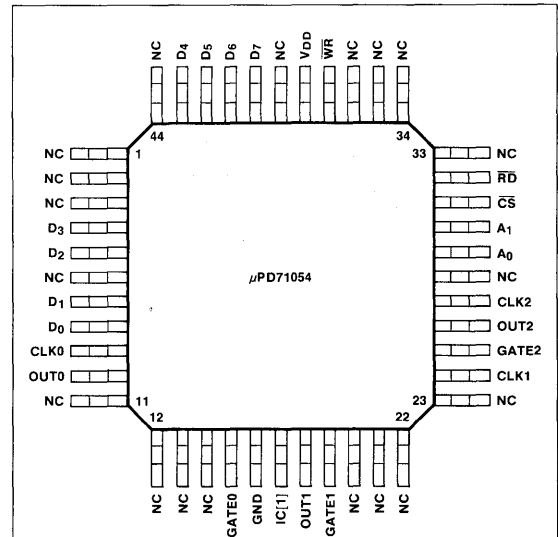 NC D4 D5 D6 D7 NC VDD WR NC NC NC
44 34
NC 1 33 NC
NC RD
NC CS
D3 A1
D2 A0
NC NC
μPD71054
D1 CLK2
D0 OUT2
CLK0 GATE2
OUT0 CLK1
NC 11 23 NC
12 22
NC NC NC GATE0 GND IC[1] OUT1 GATE1 NC NC NC